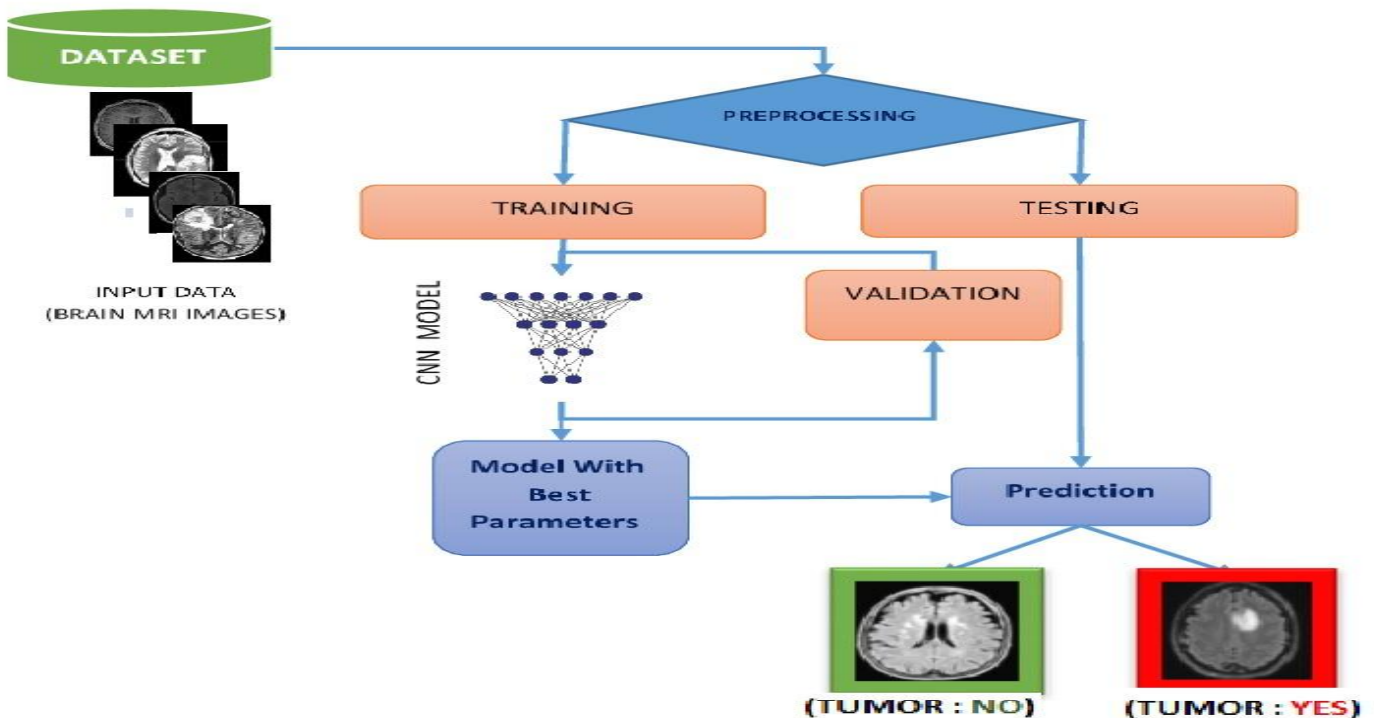 DATASET
PREPROCESSING
TRAINING
TESTING
INPUT DATA
(BRAIN MRI IMAGES)
CNN MODEL
VALIDATION
Model With
Best
Parameters
Prediction
(TUMOR : NO)
(TUMOR : YES)